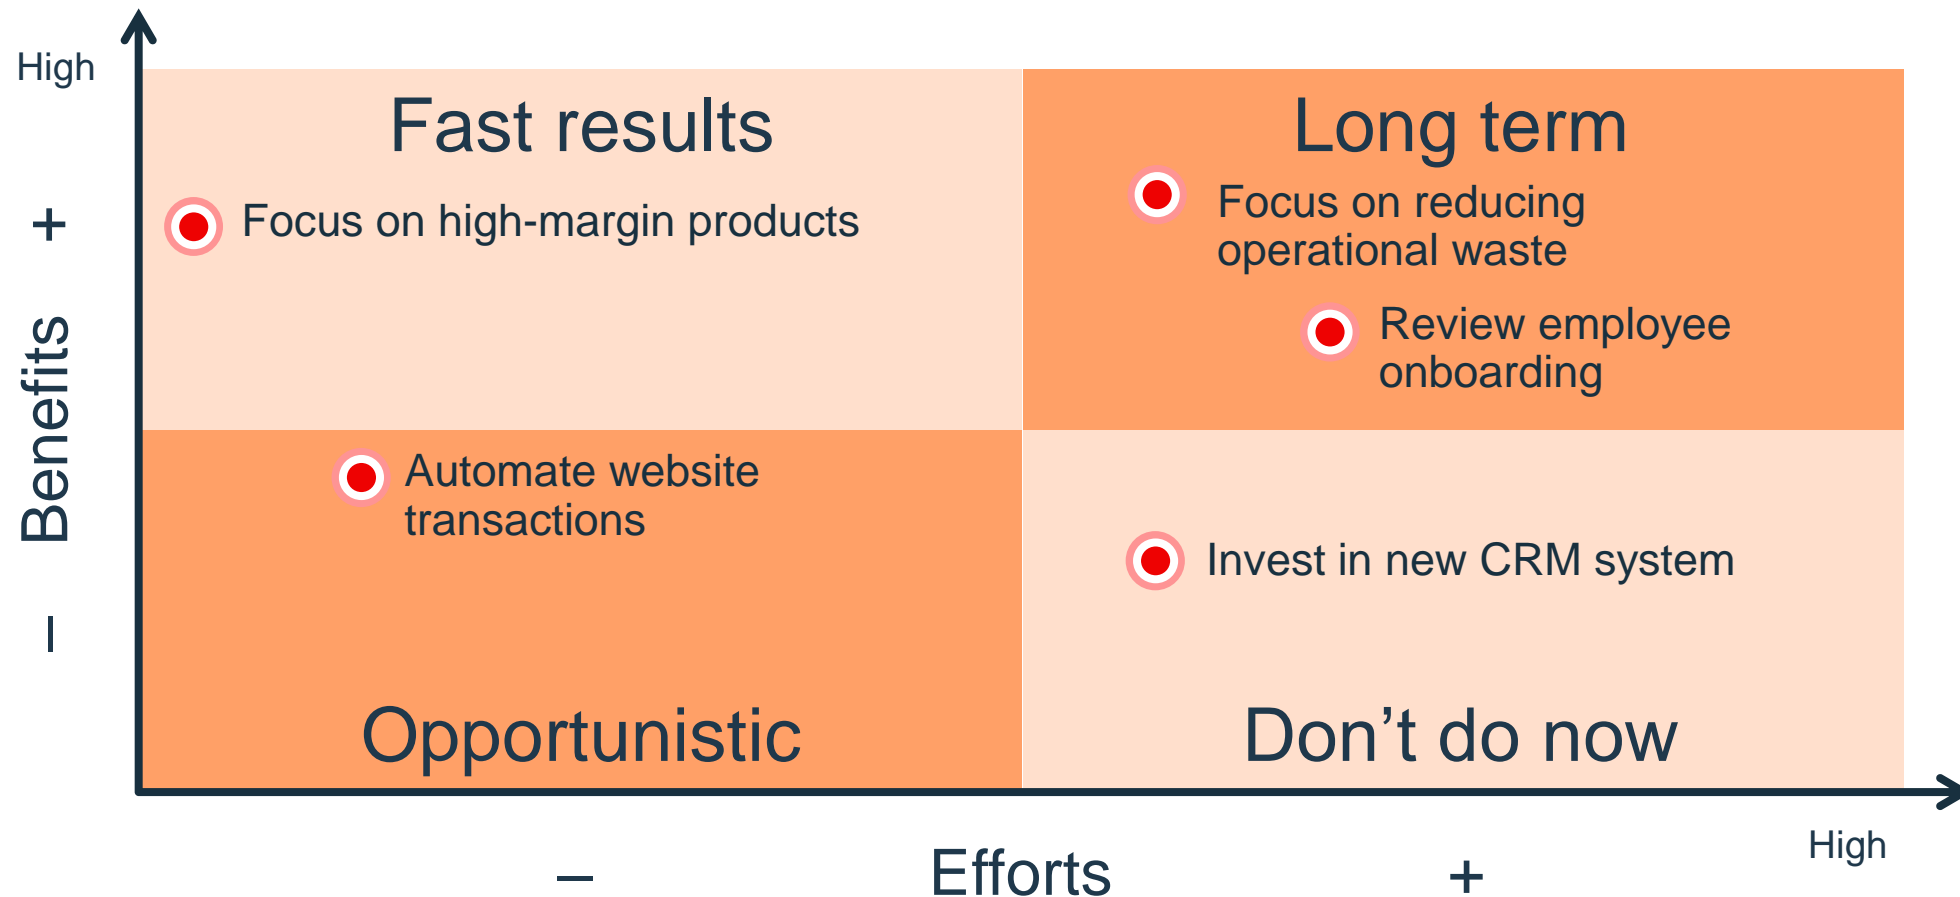 High
Fast results
Long term
Focus on high-margin products
Focus on reducing
operational waste
Review employee
onboarding
– Benefits +
Automate website
transactions
Invest in new CRM system
Opportunistic
Don’t do now
High
– Efforts +